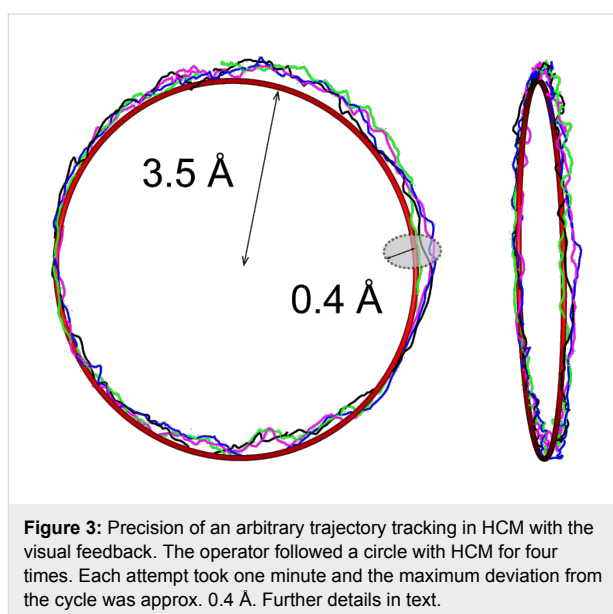 3.5 Å
0.4 Å
Figure 3: Precision of an arbitrary trajectory tracking in HCM with the
visual feedback. The operator followed a circle with HCM for four
times. Each attempt took one minute and the maximum deviation from
the cycle was approx. 0.4 Å. Further details in text.